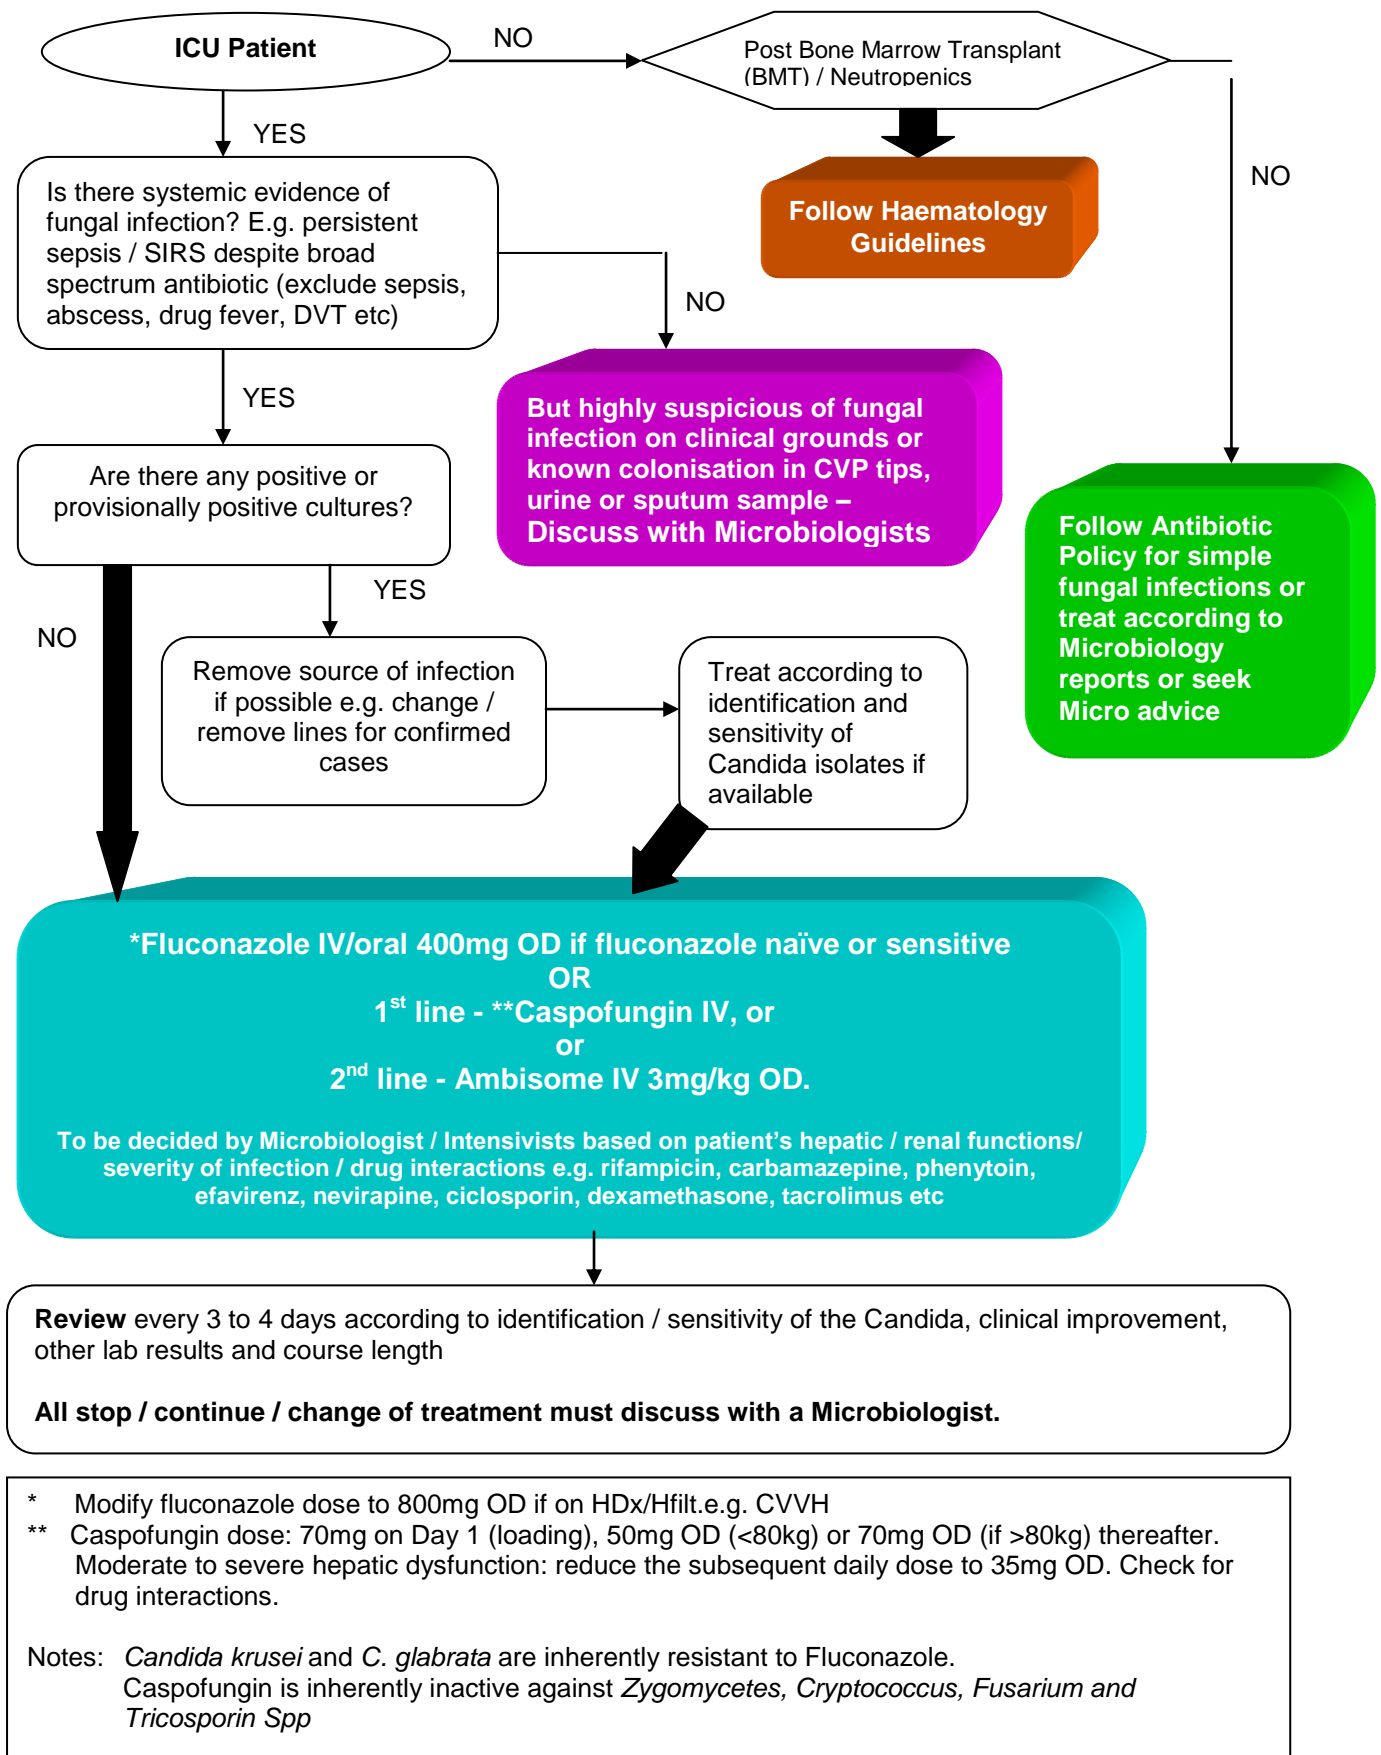 ICU Patient
NO
Post Bone Marrow Transplant
(BMT) / Neutropenics
YES
NO
Is there systemic evidence of
fungal infection? E.g. persistent
sepsis / SIRS despite broad
spectrum antibiotic (exclude sepsis,
abscess, drug fever, DVT etc)
Follow Haematology
Guidelines
NO
YES
But highly suspicious of fungal
infection on clinical grounds or
known colonisation in CVP tips,
urine or sputum sample –
Discuss with Microbiologists
Are there any positive or
provisionally positive cultures?
Follow Antibiotic
Policy for simple
fungal infections or
treat according to
Microbiology
reports or seek
Micro advice
YES
NO
Remove source of infection
if possible e.g. change /
remove lines for confirmed
cases
Treat according to
identification and
sensitivity of
Candida isolates if
available
*Fluconazole IV/oral 400mg OD if fluconazole naïve or sensitive
OR
1st line - **Caspofungin IV, or
or
2nd line - Ambisome IV 3mg/kg OD.
To be decided by Microbiologist / Intensivists based on patient's hepatic / renal functions/
severity of infection / drug interactions e.g. rifampicin, carbamazepine, phenytoin,
efavirenz, nevirapine, ciclosporin, dexamethasone, tacrolimus etc
Review every 3 to 4 days according to identification / sensitivity of the Candida, clinical improvement,
other lab results and course length
All stop / continue / change of treatment must discuss with a Microbiologist.
* Modify fluconazole dose to 800mg OD if on HDx/Hfilt.e.g. CVVH
** Caspofungin dose: 70mg on Day 1 (loading), 50mg OD (<80kg) or 70mg OD (if >80kg) thereafter.
Moderate to severe hepatic dysfunction: reduce the subsequent daily dose to 35mg OD. Check for
drug interactions.
Notes: Candida krusei and C. glabrata are inherently resistant to Fluconazole.
Caspofungin is inherently inactive against Zygomycetes, Cryptococcus, Fusarium and
Tricosporin Spp